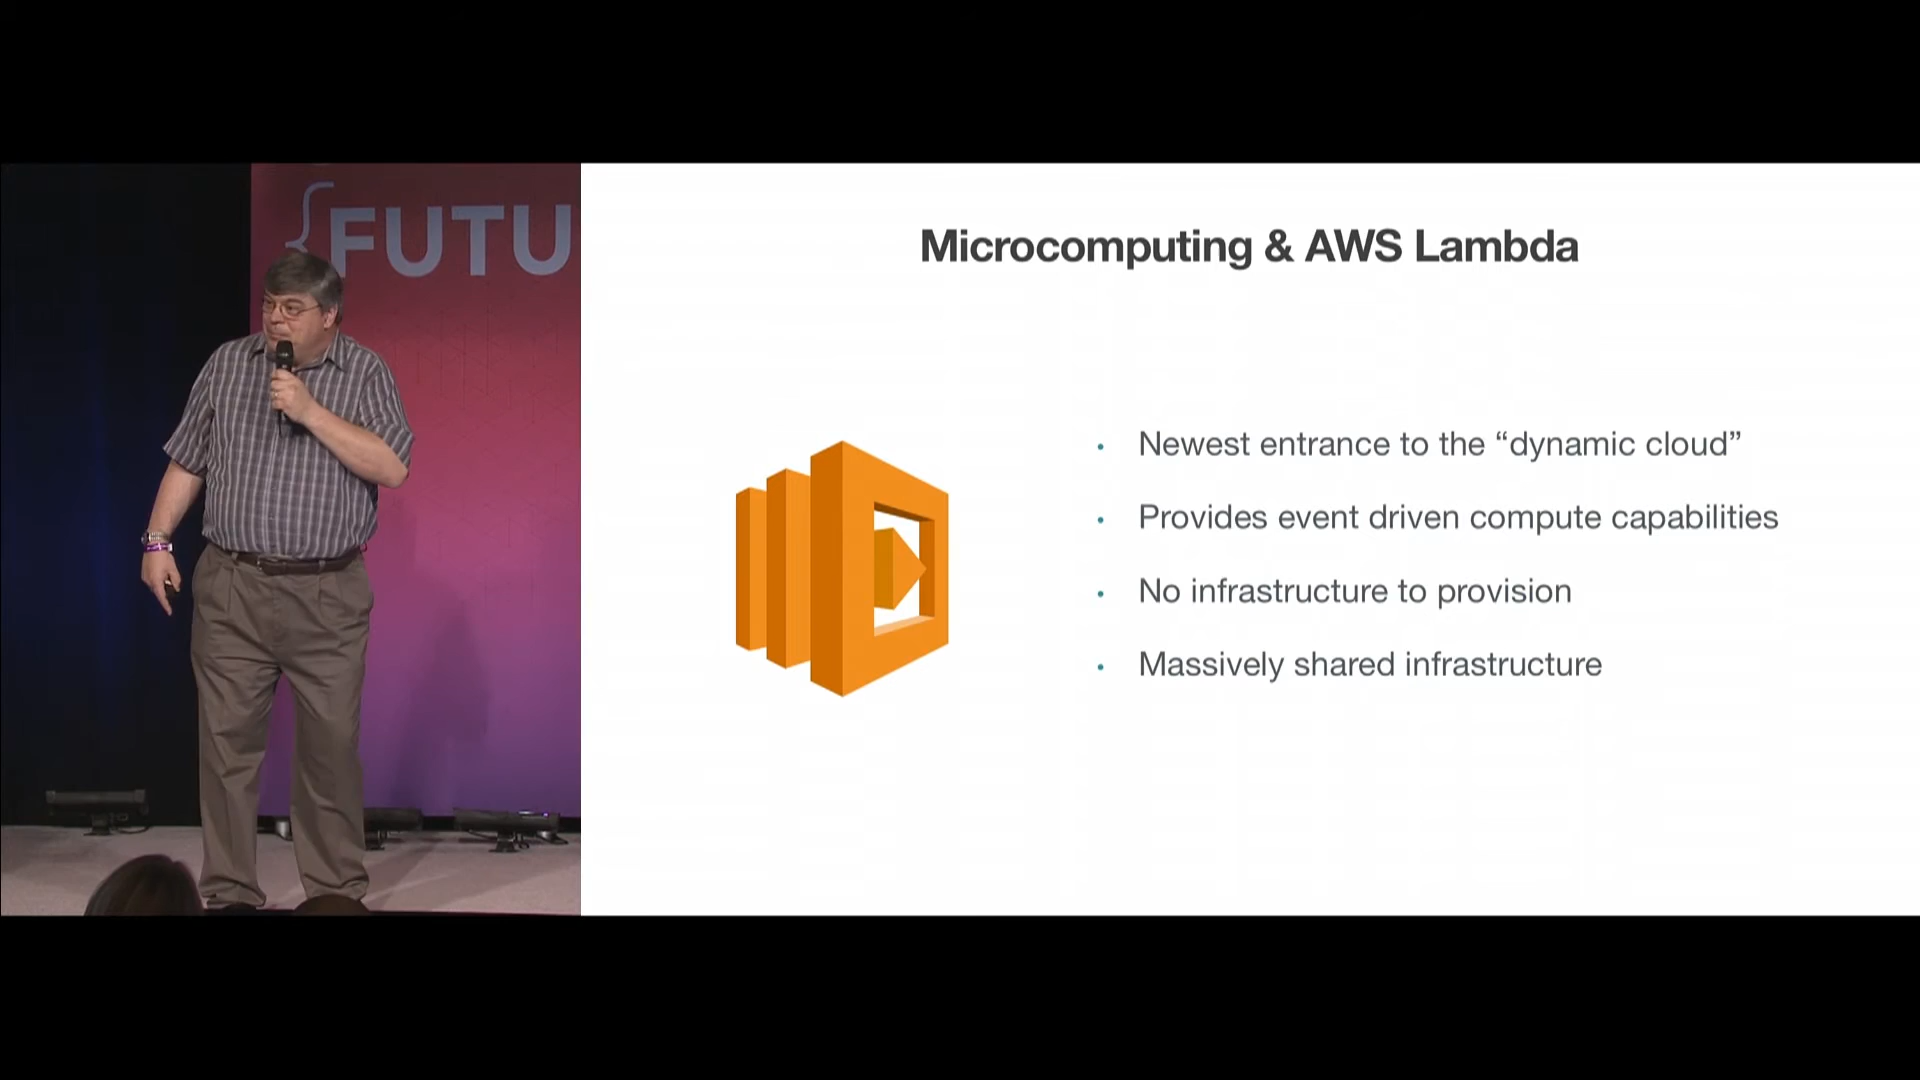 {FUTU
Microcomputing & AWS Lambda
• Newest entrance to the “dynamic cloud”
• Provides event driven compute capabilities
• No infrastructure to provision
• Massively shared infrastructure